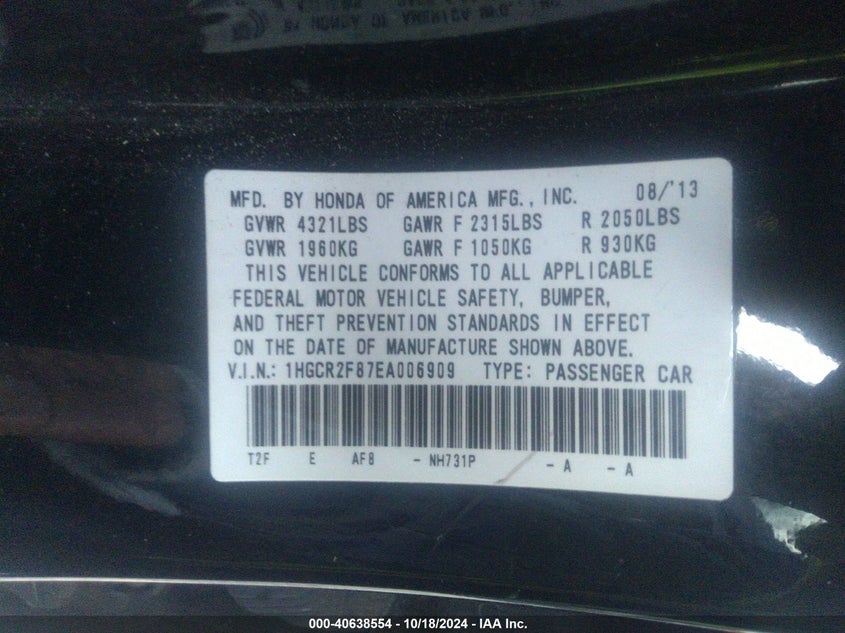 MFD. BY HONDA OF AMERICA MFG., INC. 08/'13
GVWR 4321LBS GAWR F 2315LBS R 2050LBS
GVWR 1960KG GAWR F 1050KG R 930KG
THIS VEHICLE CONFORMS TO ALL APPLICABLE
FEDERAL MOTOR VEHICLE SAFETY, BUMPER,
AND THEFT PREVENTION STANDARDS IN EFFECT
ON THE DATE OF MANUFACTURE SHOWN ABOVE.
V.I.N.: 1HGCR2F87EA006909 TYPE: PASSENGER CAR
T2F E AF8 - NH731P - A - A
000-40638554 - 10/18/2024 - IAA Inc.